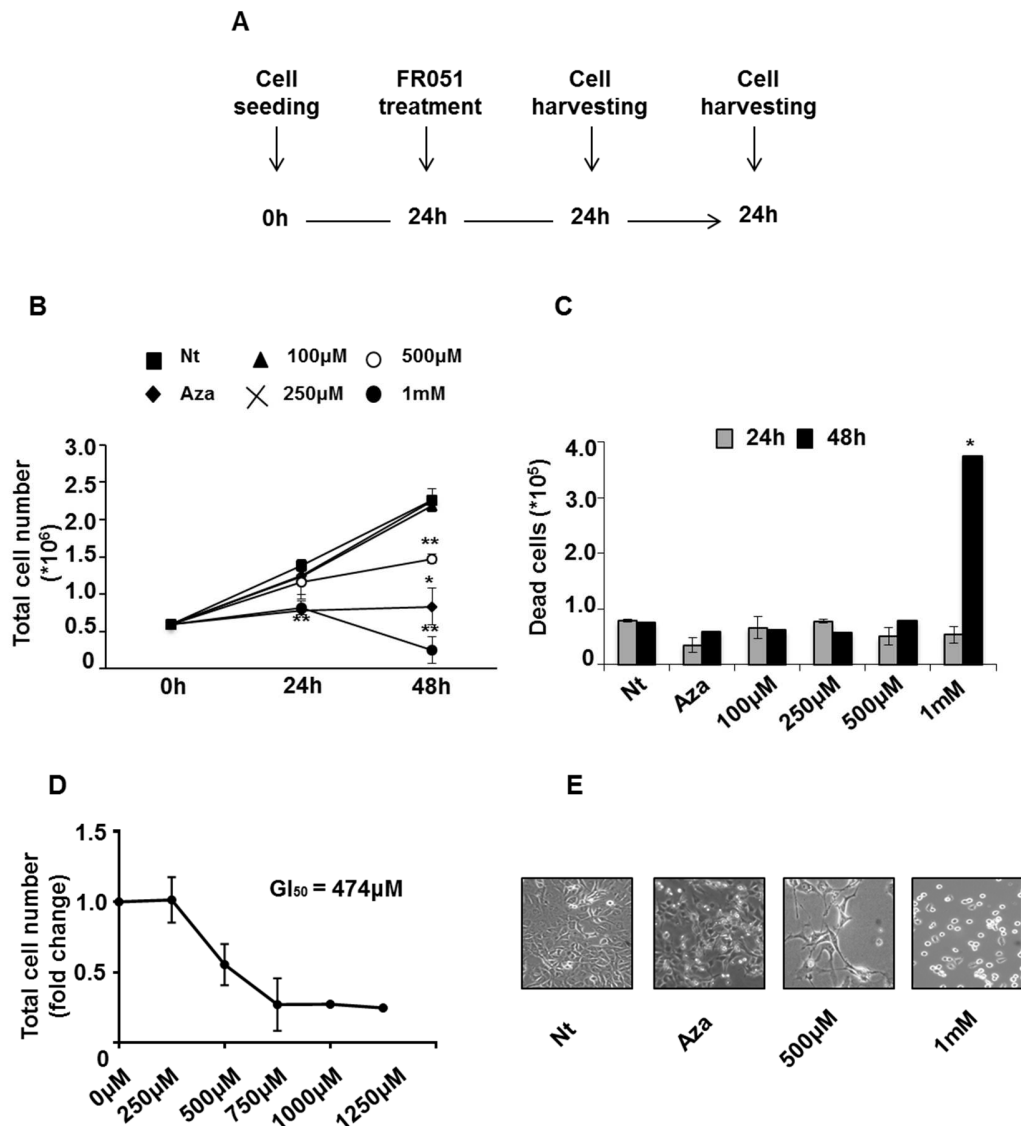 A
Cell seeding
FR051 treatment
Cell harvesting
Cell harvesting
0h
24h
24h
24h
B
Nt
100µM
500µM
Aza
250µM
1mM
Total cell number
(*10⁶)
3.0
2.5
2.0
1.5
1.0
0.5
0
**
*
**
**
0h
24h
48h
C
24h
48h
Dead cells (*10⁵)
4.0
3.0
2.0
1.0
0
*
Nt
Aza
100µM
250µM
500µM
1mM
D
Total cell number
(fold change)
1.5
1.0
0.5
0
GI₅₀ = 474µM
0µM
250µM
500µM
750µM
1000µM
1250µM
E
Nt
Aza
500µM
1mM